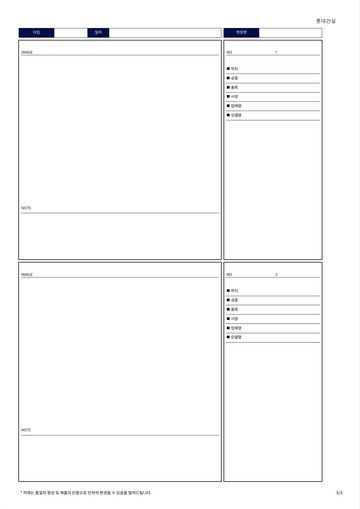 롯데건설
타입 일자 현장명
IMAGE
NO. 1
■ 위치
■ 공종
■ 품목
■ 사양
■ 업체명
■ 모델명
NOTE
IMAGE
NO. 2
■ 위치
■ 공종
■ 품목
■ 사양
■ 업체명
■ 모델명
NOTE
* 자재는 품질의 향상 및 제품의 단종으로 인하여 변경될 수 있음을 알려드립니다.
5/5